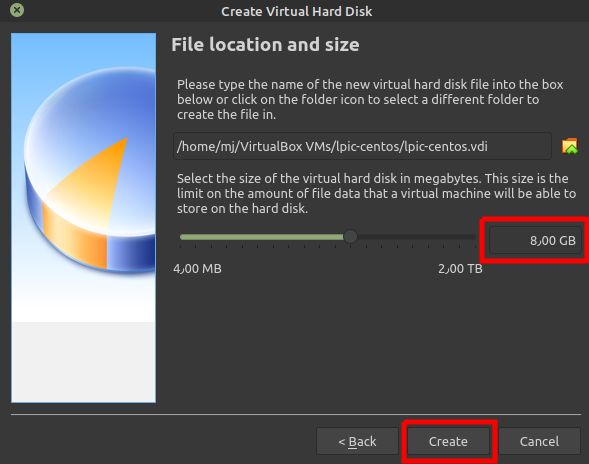 Create Virtual Hard Disk
File location and size
Please type the name of the new virtual hard disk file into the box
below or click on the folder icon to select a different folder to
create the file in.
/home/mj/VirtualBox VMs/lpic-centos/lpic-centos.vdi
Select the size of the virtual hard disk in megabytes. This size is the
limit on the amount of file data that a virtual machine will be able to
store on the hard disk.
8٫00 GB
4٫00 MB
2٫00 TB
< Back
Create
Cancel